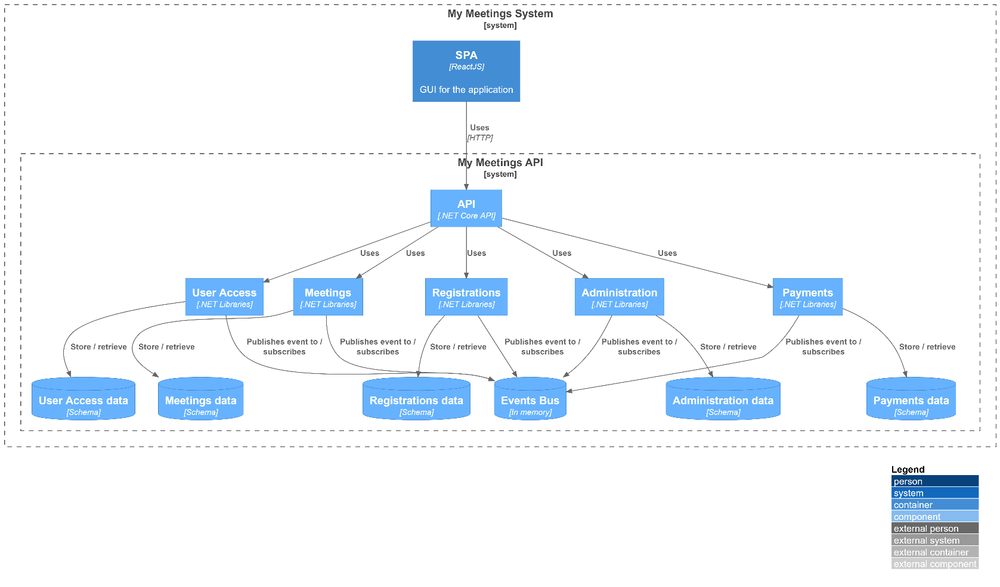 My Meetings System
[system]
SPA
[ReactJS]
GUI for the application
Uses
[HTTP]
My Meetings API
[system]
API
[.NET Core API]
Uses
Uses
Uses
Uses
Uses
User Access
[.NET Libraries]
Meetings
[.NET Libraries]
Registrations
[.NET Libraries]
Administration
[.NET Libraries]
Payments
[.NET Libraries]
Store / retrieve
Store / retrieve
Publishes event to /
subscribes
Publishes event to /
subscribes
Store / retrieve
Publishes event to /
subscribes
Publishes event to /
subscribes
Store / retrieve
Publishes event to /
subscribes
Store / retrieve
User Access data
[Schema]
Meetings data
[Schema]
Registrations data
[Schema]
Events Bus
[In memory]
Administration data
[Schema]
Payments data
[Schema]
Legend
person
system
container
component
external person
external system
external container
external component